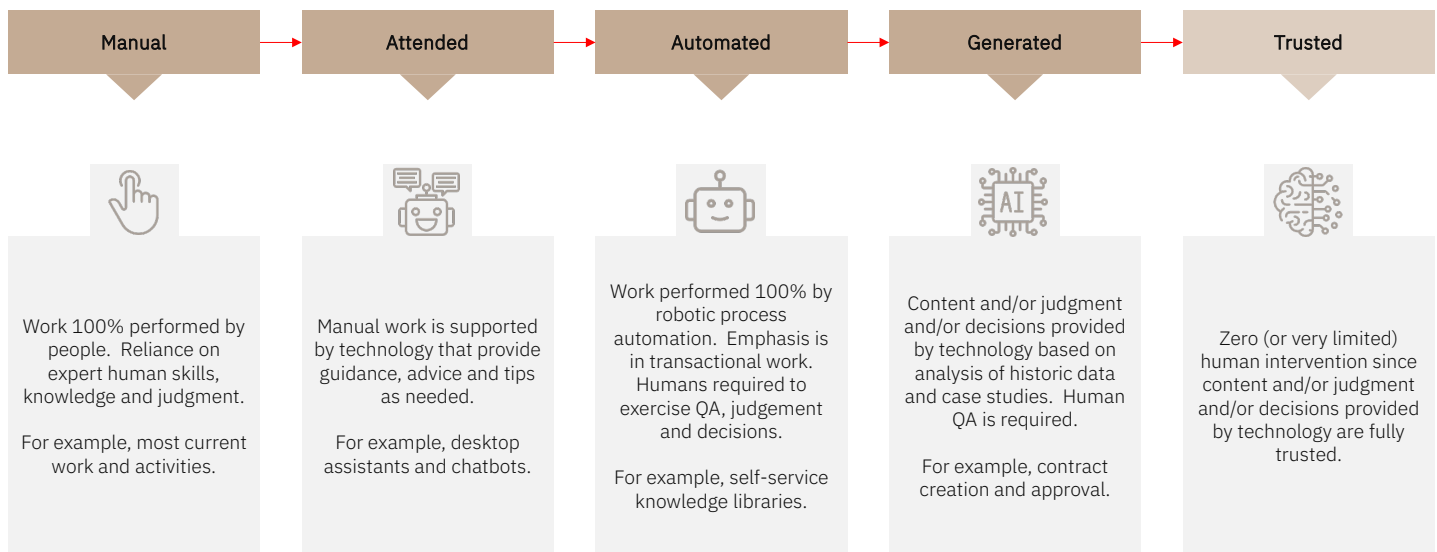 Manual
Attended
Automated
Generated
Trusted
AI
Work 100% performed by
people. Reliance on
expert human skills,
knowledge and judgment.
For example, most current
work and activities.
Manual work is supported
by technology that provide
guidance, advice and tips
as needed.
For example, desktop
assistants and chatbots.
Work performed 100% by
robotic process
automation. Emphasis is
in transactional work.
Humans required to
exercise QA, judgement
and decisions.
For example, self-service
knowledge libraries.
Content and/or judgment
and/or decisions provided
by technology based on
analysis of historic data
and case studies. Human
QA is required.
For example, contract
creation and approval.
Zero (or very limited)
human intervention since
content and/or judgment
and/or decisions provided
by technology are fully
trusted.